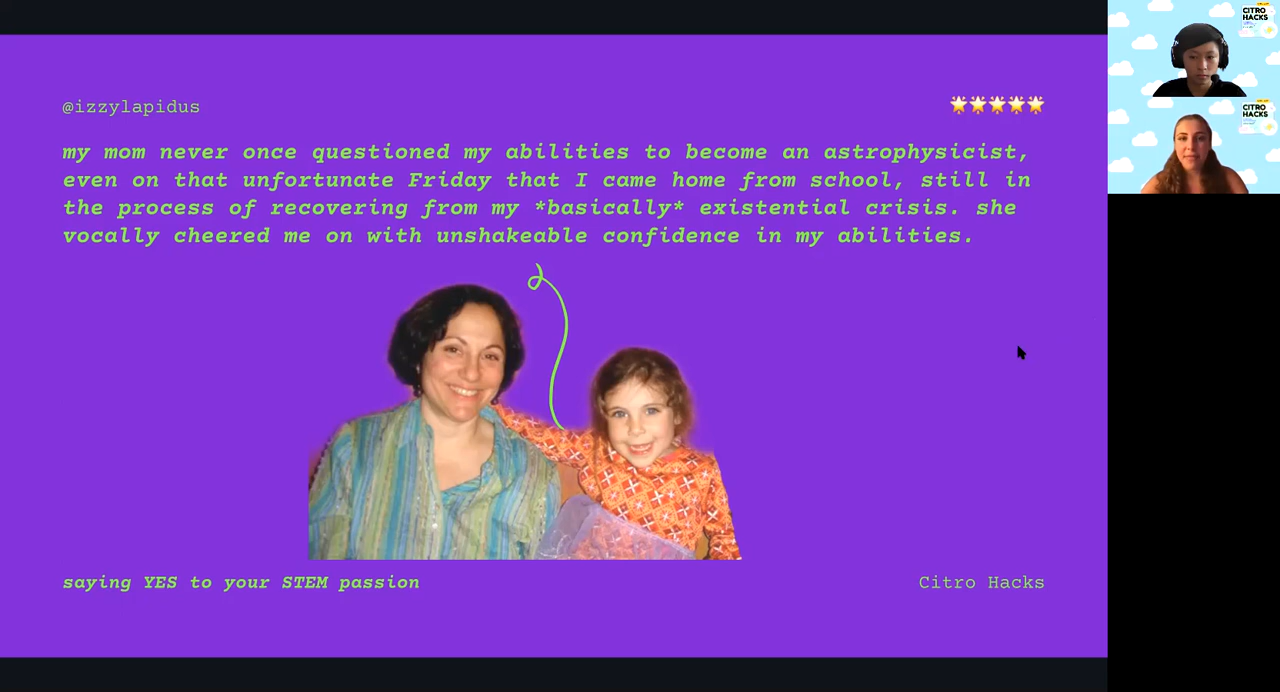 @izzylapidus
my mom never once questioned my abilities to become an astrophysicist,
even on that unfortunate Friday that I came home from school, still in
the process of recovering from my *basically* existential crisis. she
vocally cheered me on with unshakeable confidence in my abilities.
saying YES to your STEM passion
Citro Hacks
CITRO
HACKS
CITRO
HACKS